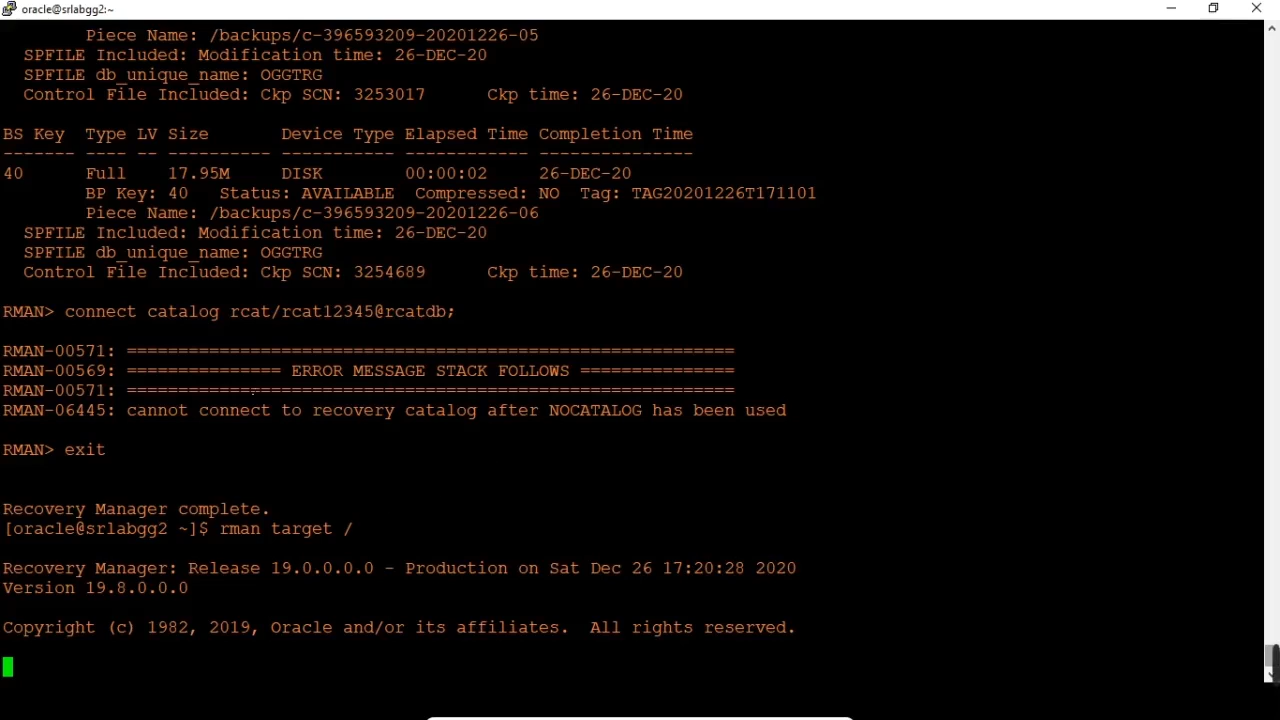 oracle@srlabgg2:~
Piece Name: /backups/c-396593209-20201226-05
SPFILE Included: Modification time: 26-DEC-20
SPFILE db_unique_name: OGGTRG
Control File Included: Ckp SCN: 3253017      Ckp time: 26-DEC-20
BS Key  Type LV Size       Device Type Elapsed Time Completion Time
------- ---- -- ---------- ----------- ------------ ---------------
40      Full    17.95M     DISK        00:00:02     26-DEC-20
BP Key: 40   Status: AVAILABLE  Compressed: NO  Tag: TAG20201226T171101
Piece Name: /backups/c-396593209-20201226-06
SPFILE Included: Modification time: 26-DEC-20
SPFILE db_unique_name: OGGTRG
Control File Included: Ckp SCN: 3254689      Ckp time: 26-DEC-20
RMAN> connect catalog rcat/rcat12345@rcatdb;
RMAN-00571: ===========================================================
RMAN-00569: =============== ERROR MESSAGE STACK FOLLOWS ===============
RMAN-00571: ===========================================================
RMAN-06445: cannot connect to recovery catalog after NOCATALOG has been used
RMAN> exit
Recovery Manager complete.
[oracle@srlabgg2 ~]$ rman target /
Recovery Manager: Release 19.0.0.0.0 - Production on Sat Dec 26 17:20:28 2020
Version 19.8.0.0.0
Copyright (c) 1982, 2019, Oracle and/or its affiliates.  All rights reserved.